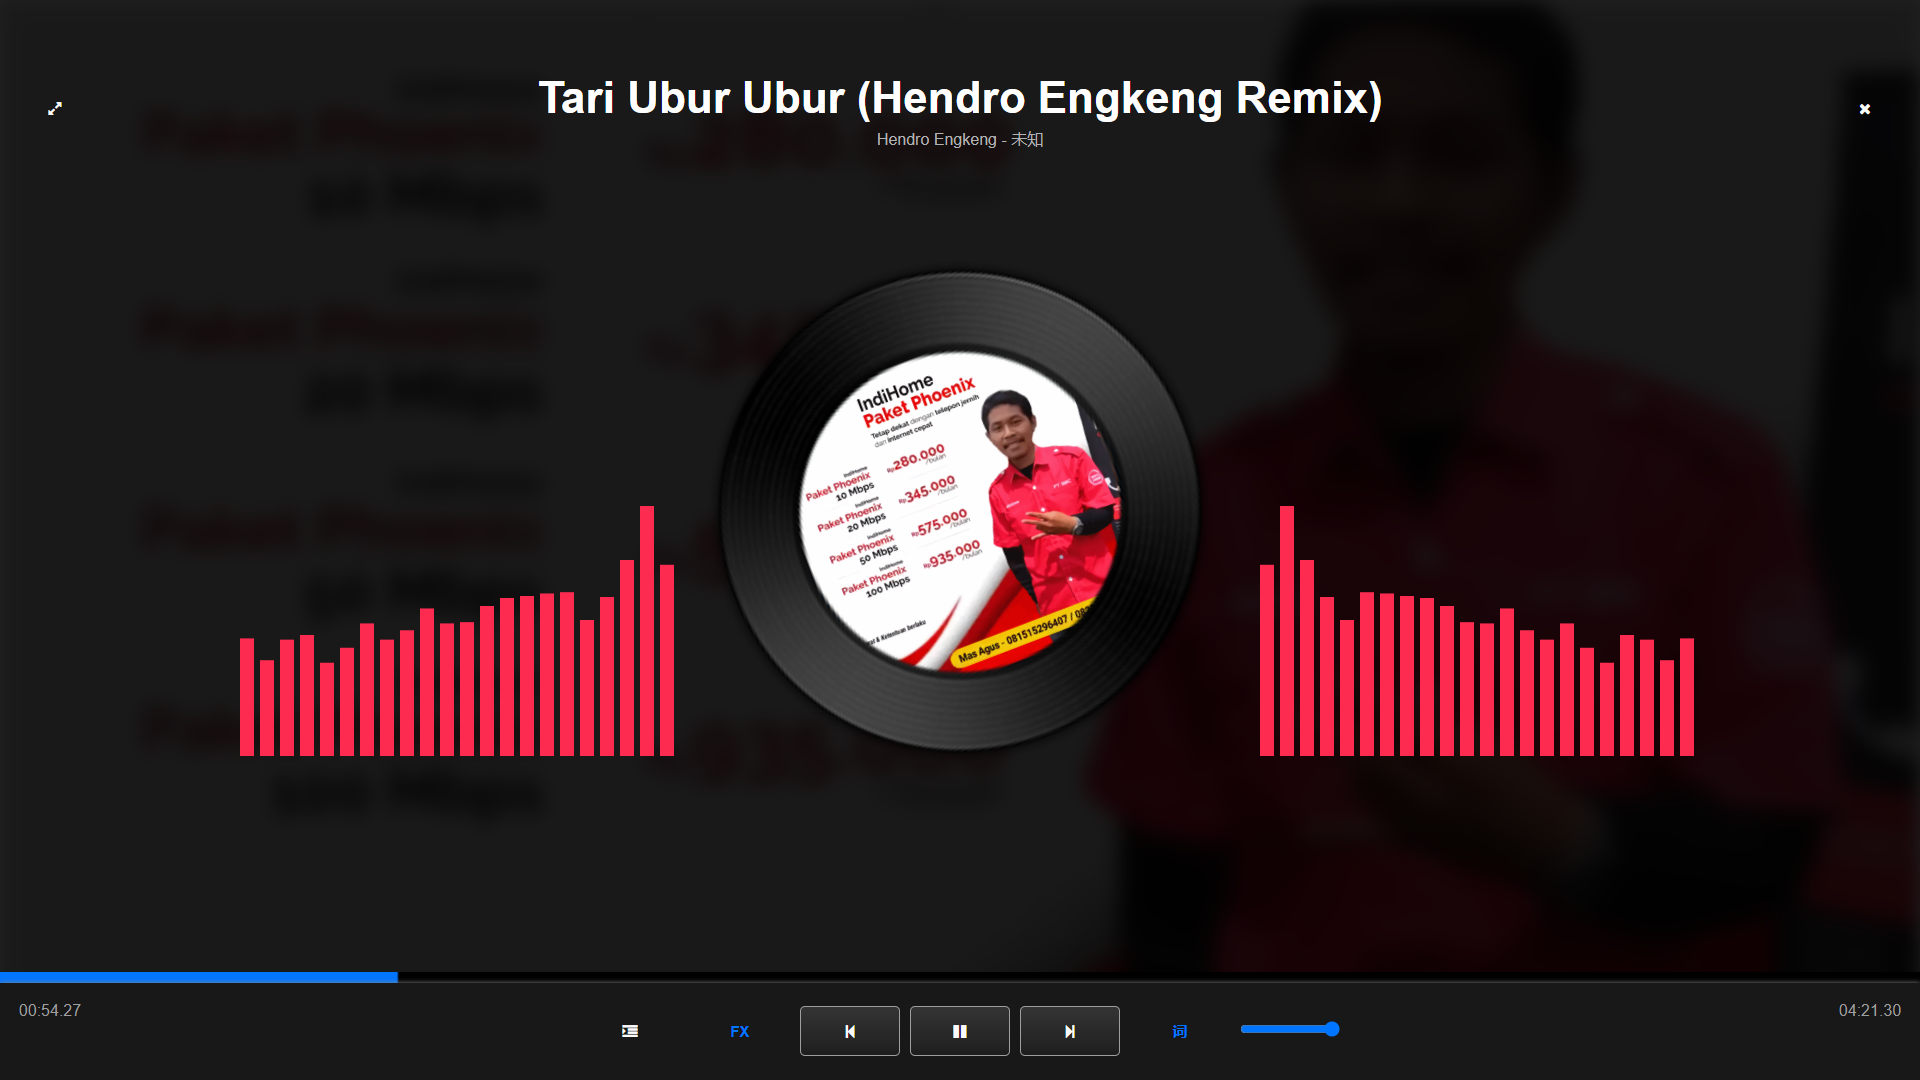 Tari Ubur Ubur (Hendro Engkeng Remix)
Hendro Engkeng - 未知
IndiHome
Paket Phoenix
Tetap dekat dengan telepon jernih
dan internet cepat
IndiHome
Paket Phoenix
10 Mbps
Rp280.000
/bulan
IndiHome
Paket Phoenix
20 Mbps
Rp345.000
/bulan
IndiHome
Paket Phoenix
50 Mbps
Rp575.000
/bulan
IndiHome
Paket Phoenix
100 Mbps
Rp935.000
/bulan
& Ketentuan berlaku
Mas Agus - 081515296407 /
00:54.27
04:21.30
FX
词